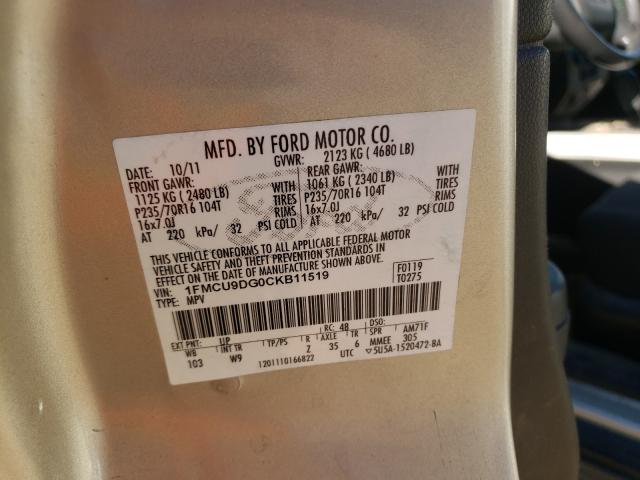 MFD. BY FORD MOTOR CO.
DATE: 10/11 GVWR: 2123 KG ( 4680 LB)
FRONT GAWR: WITH REAR GAWR: WITH
1125 KG ( 2480 LB) TIRES 1061 KG ( 2340 LB) TIRES
P235/70R16 104T RIMS P235/70R16 104T RIMS
16x7.0J 16x7.0J
AT 220 kPa/ 32 PSI COLD AT 220 kPa/ 32 PSI COLD
THIS VEHICLE CONFORMS TO ALL APPLICABLE FEDERAL MOTOR
VEHICLE SAFETY AND THEFT PREVENTION STANDARDS IN
EFFECT ON THE DATE OF MANUFACTURE SHOWN ABOVE.
VIN: 1FMCU9DG0CKB11519 F0119
TYPE: MPV T0275
EXT PNT: UP RC: 48 DSO:
WB INT TR TP/PS R AXLE TR SPR AM71F
103 W9 Z 35 6 MMEE 305
1201110166822 UTC 5U5A-1520472-BA